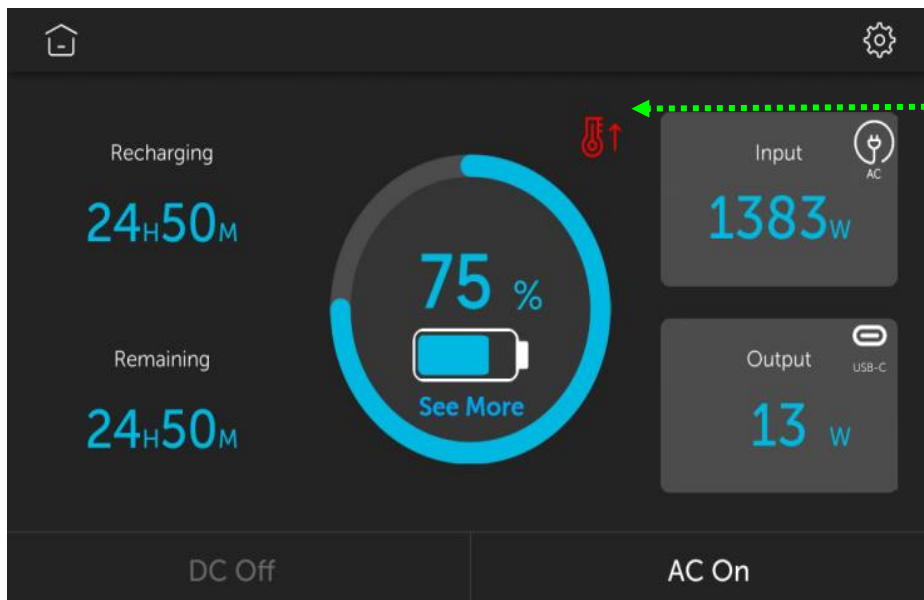 Recharging
24H50M
Remaining
24H50M
75 %
See More
Input
AC
1383W
Output
USB-C
13 W
DC Off
AC On